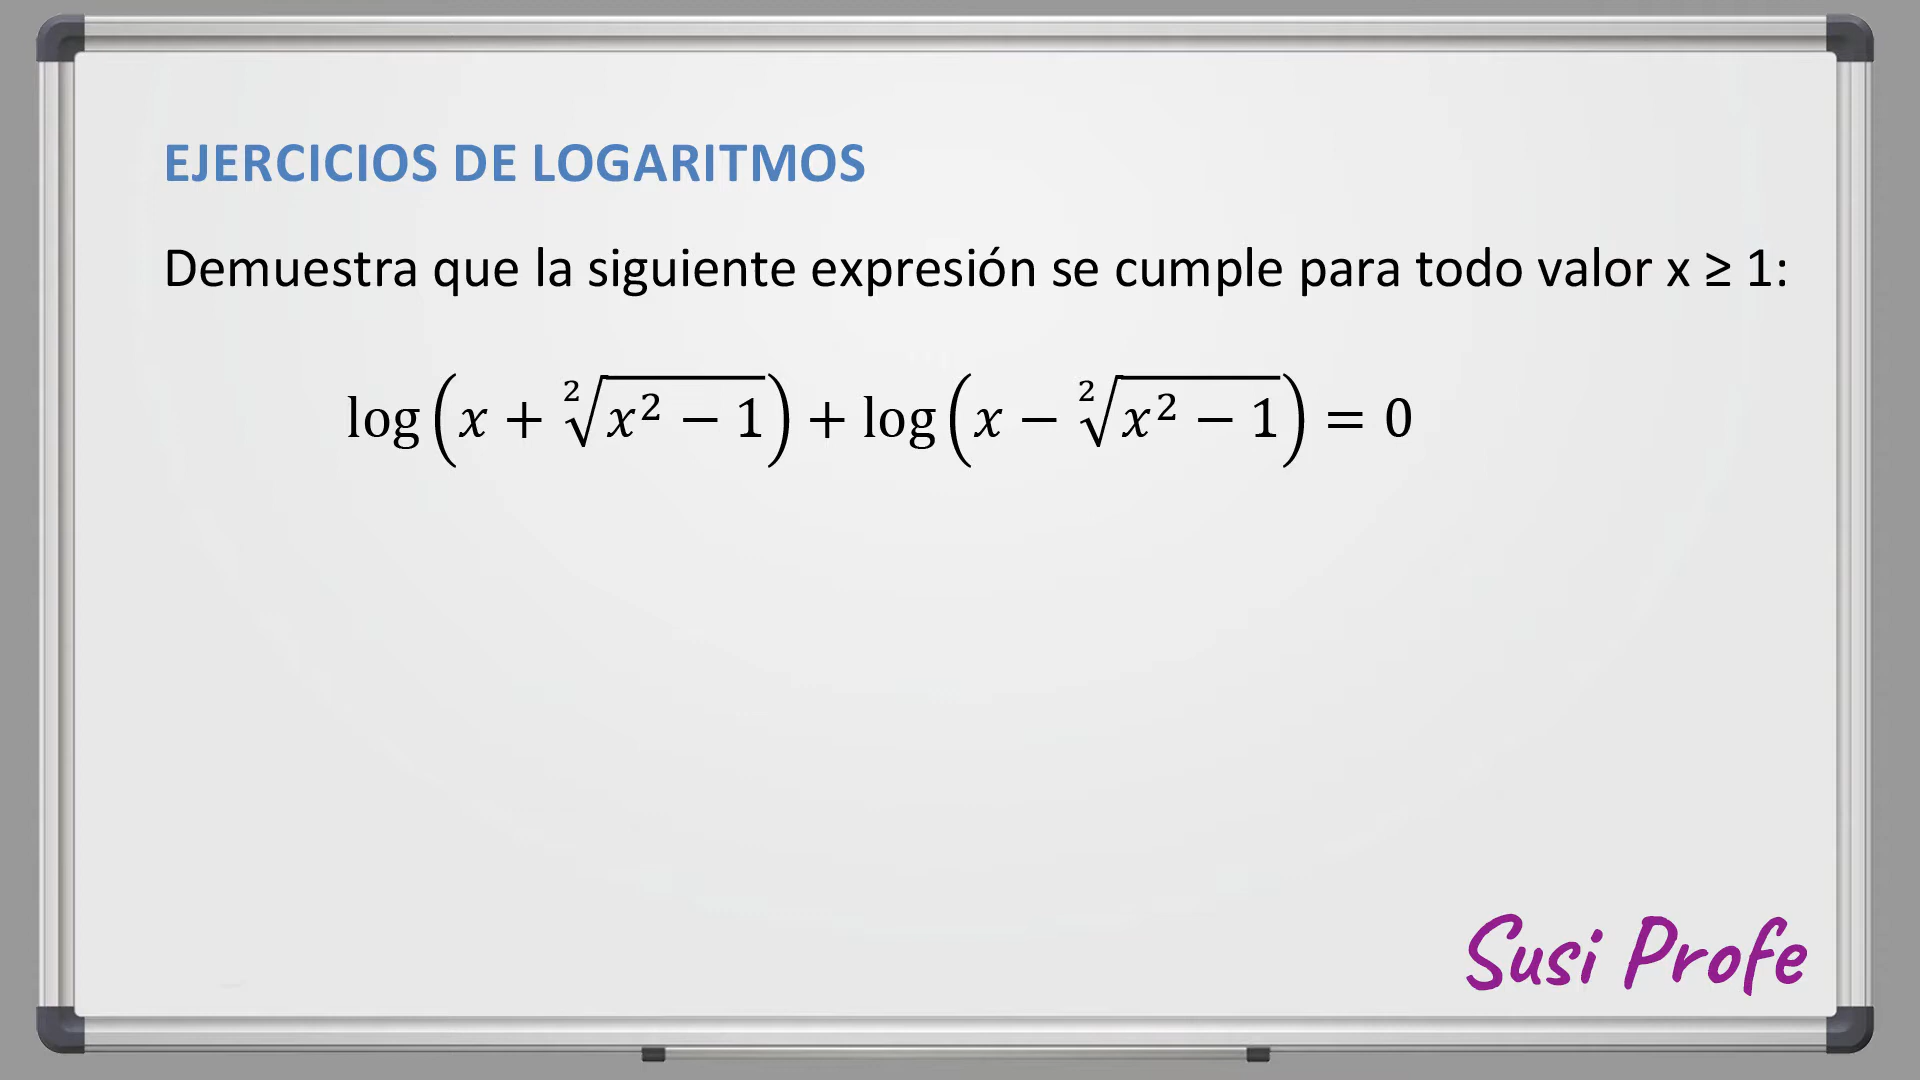 EJERCICIOS DE LOGARITMOS
Demuestra que la siguiente expresión se cumple para todo valor x ≥ 1:
log(x + ²√(x² − 1)) + log(x − ²√(x² − 1)) = 0
Susi Profe